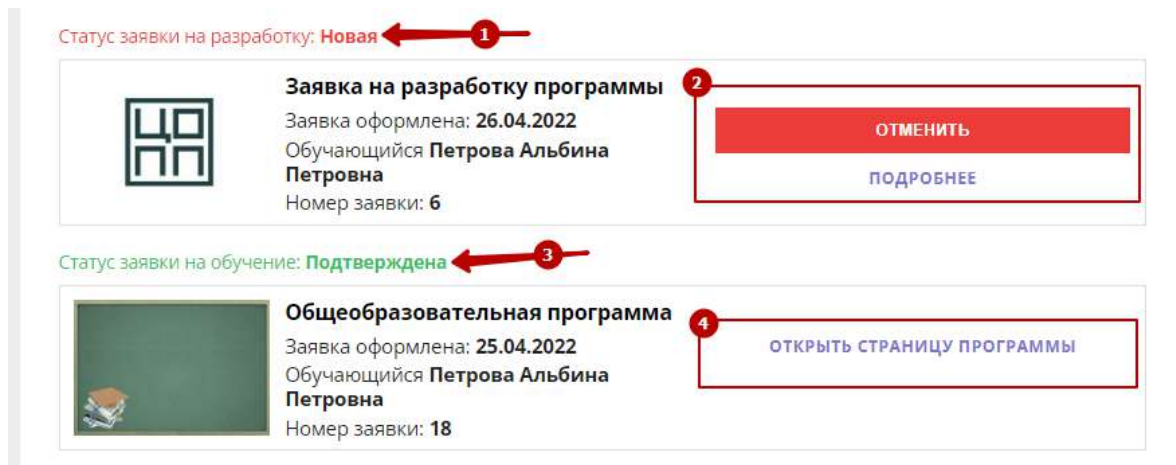 Статус заявки на разработку: Новая
1
Заявка на разработку программы
2
ЦО
ПП
Заявка оформлена: 26.04.2022
ОТМЕНИТЬ
Обучающийся Петрова Альбина
Петровна
ПОДРОБНЕЕ
Номер заявки: 6
Статус заявки на обучение: Подтверждена
3
Общеобразовательная программа
4
Заявка оформлена: 25.04.2022
ОТКРЫТЬ СТРАНИЦУ ПРОГРАММЫ
Обучающийся Петрова Альбина
Петровна
Номер заявки: 18